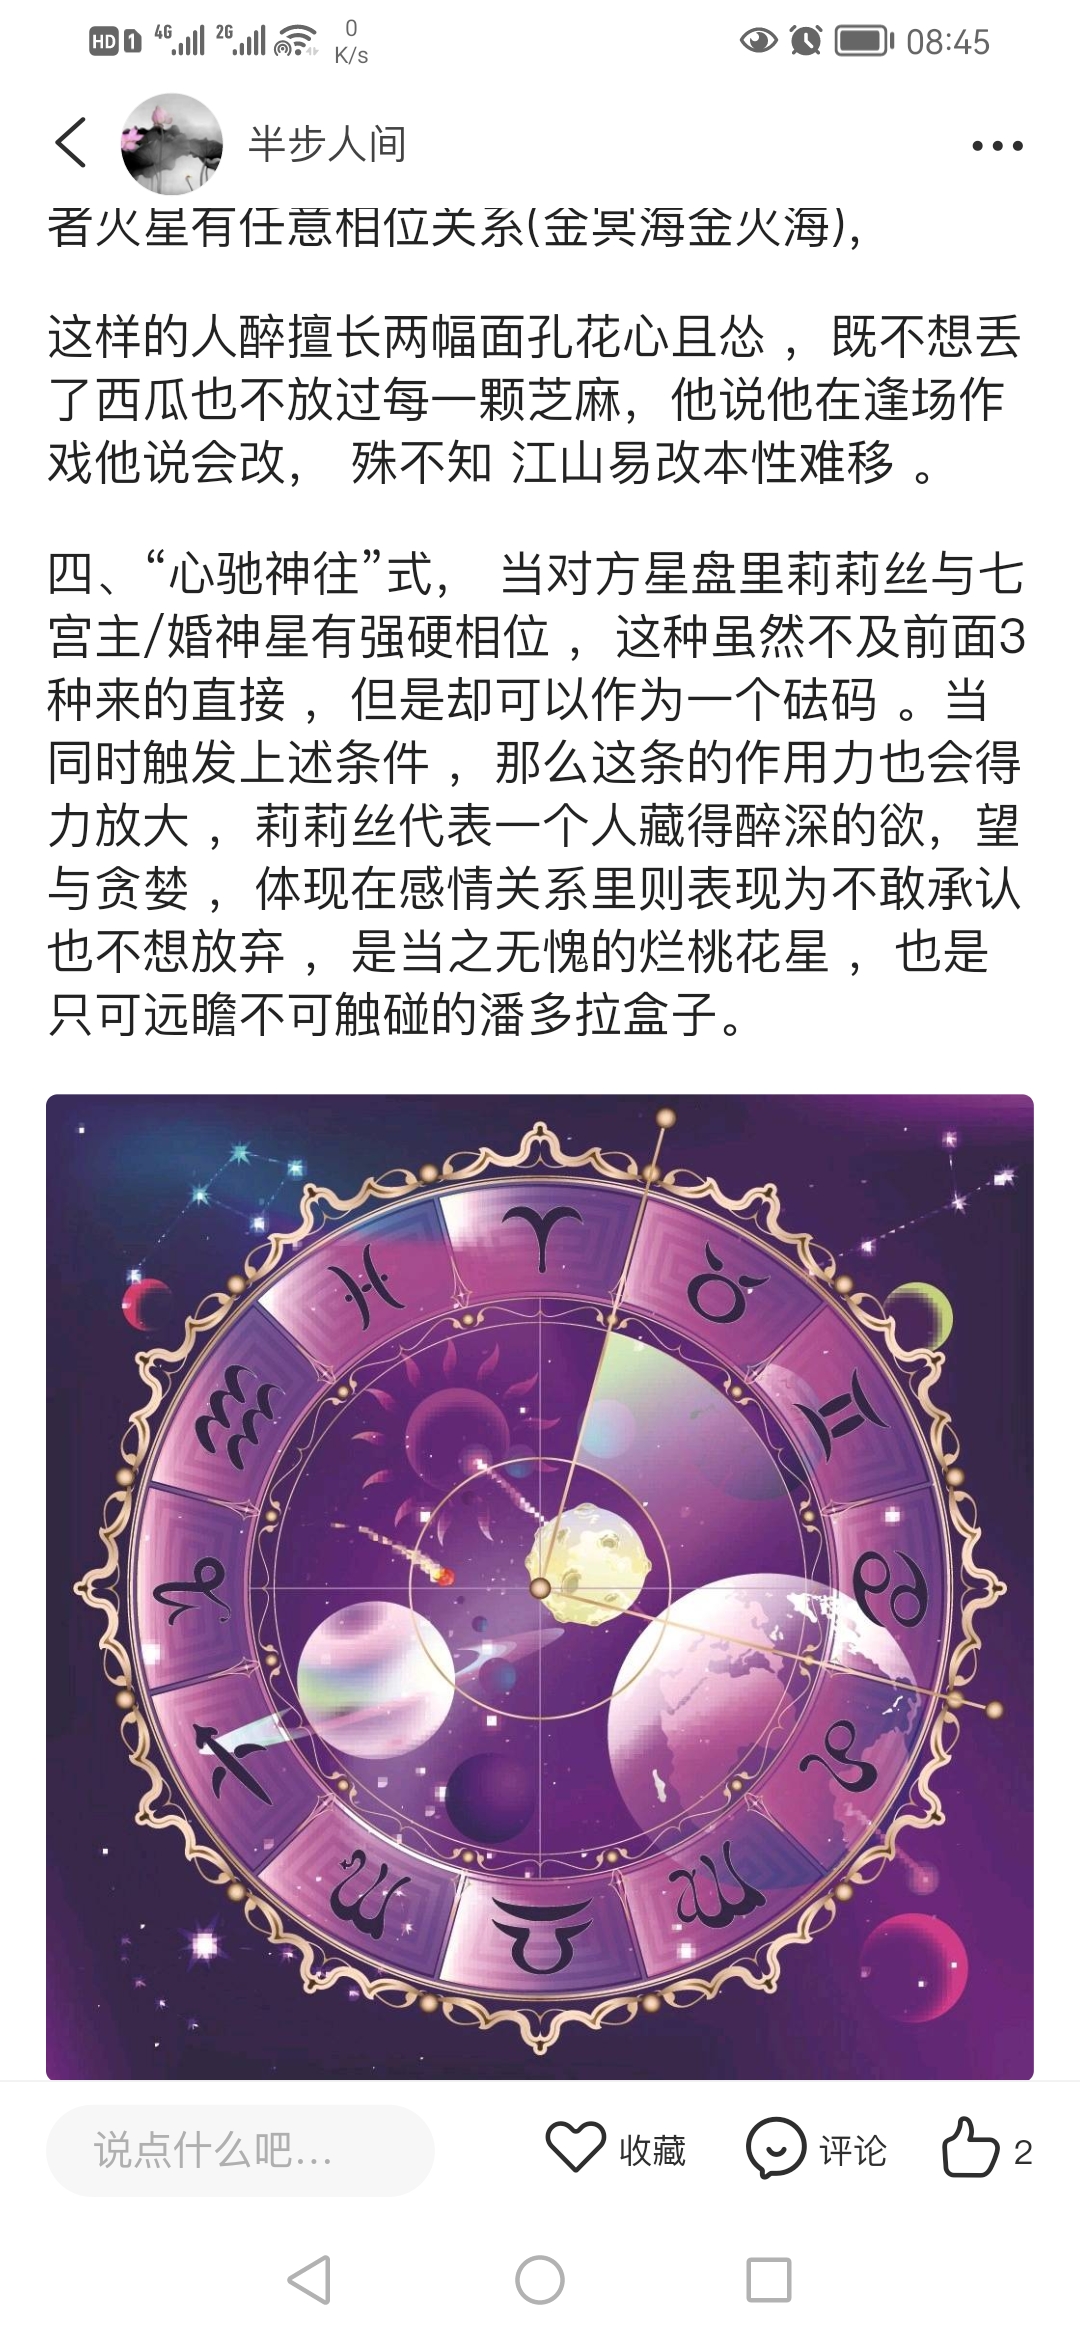 HD 1 4G 2G 0 K/s 08:45
半步人间
者火星有任意相位关系(金冥海金火海)，
这样的人醉擅长两幅面孔花心且怂 ，既不想丢
了西瓜也不放过每一颗芝麻，他说他在逢场作
戏他说会改， 殊不知 江山易改本性难移 。
四、“心驰神往”式， 当对方星盘里莉莉丝与七
宫主/婚神星有强硬相位 ，这种虽然不及前面3
种来的直接 ，但是却可以作为一个砝码 。当
同时触发上述条件 ，那么这条的作用力也会得
力放大 ，莉莉丝代表一个人藏得醉深的欲，望
与贪婪 ，体现在感情关系里则表现为不敢承认
也不想放弃 ，是当之无愧的烂桃花星 ，也是
只可远瞻不可触碰的潘多拉盒子。
说点什么吧...
收藏
评论
2